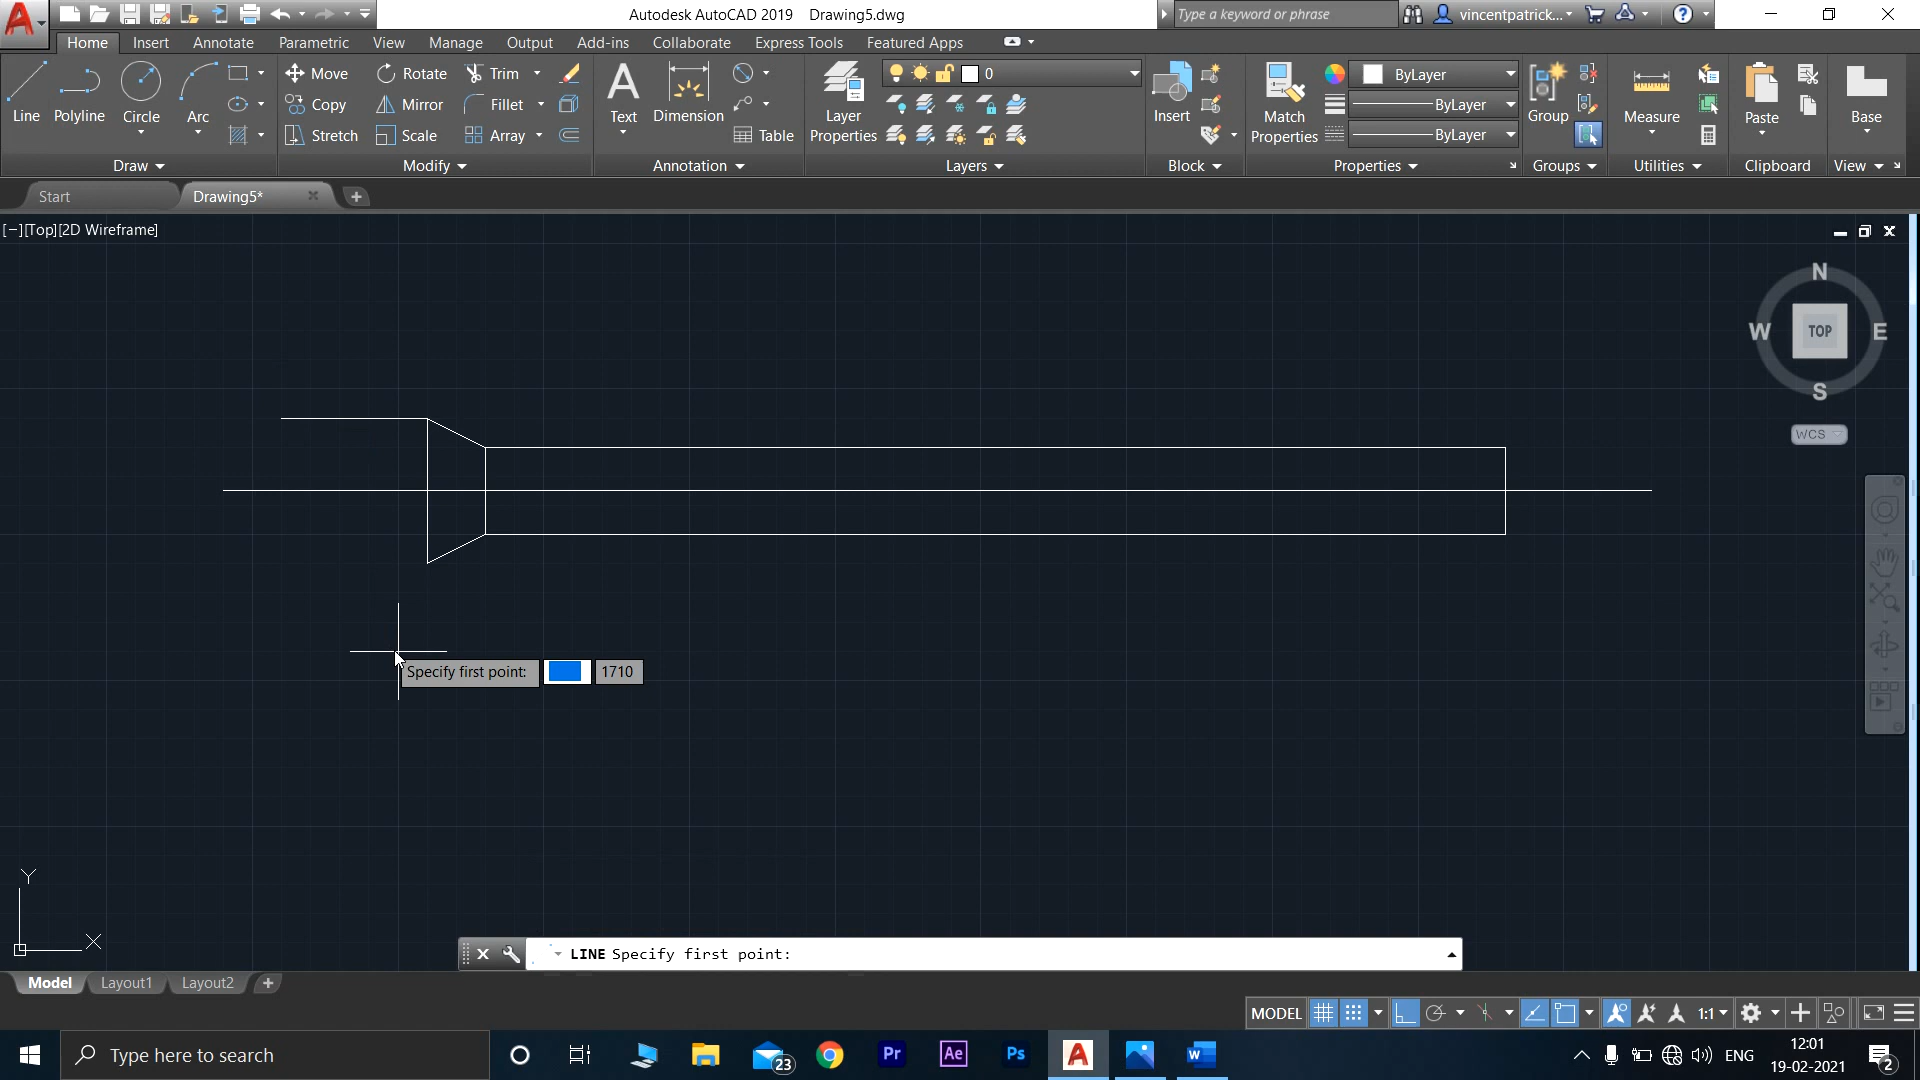 Autodesk AutoCAD 2019 Drawing5.dwg
Type a keyword or phrase
vincentpatrick...
Home Insert Annotate Parametric View Manage Output Add-ins Collaborate Express Tools Featured Apps
Line Polyline Circle Arc
Move Rotate Trim
Copy Mirror Fillet
Stretch Scale Array
Text Dimension
Table
Layer Properties
0
Insert
Match Properties
ByLayer
ByLayer
ByLayer
Group
Measure
Paste
Base
Draw Modify Annotation Layers Block Properties Groups Utilities Clipboard View
Start Drawing5*
[−][Top][2D Wireframe]
N
W TOP E
S
WCS
Specify first point: 1710
Y
X
LINE Specify first point:
Model Layout1 Layout2
MODEL 1:1
Type here to search
23
Pr
Ae
Ps
A
W
ENG
12:01
19-02-2021
2